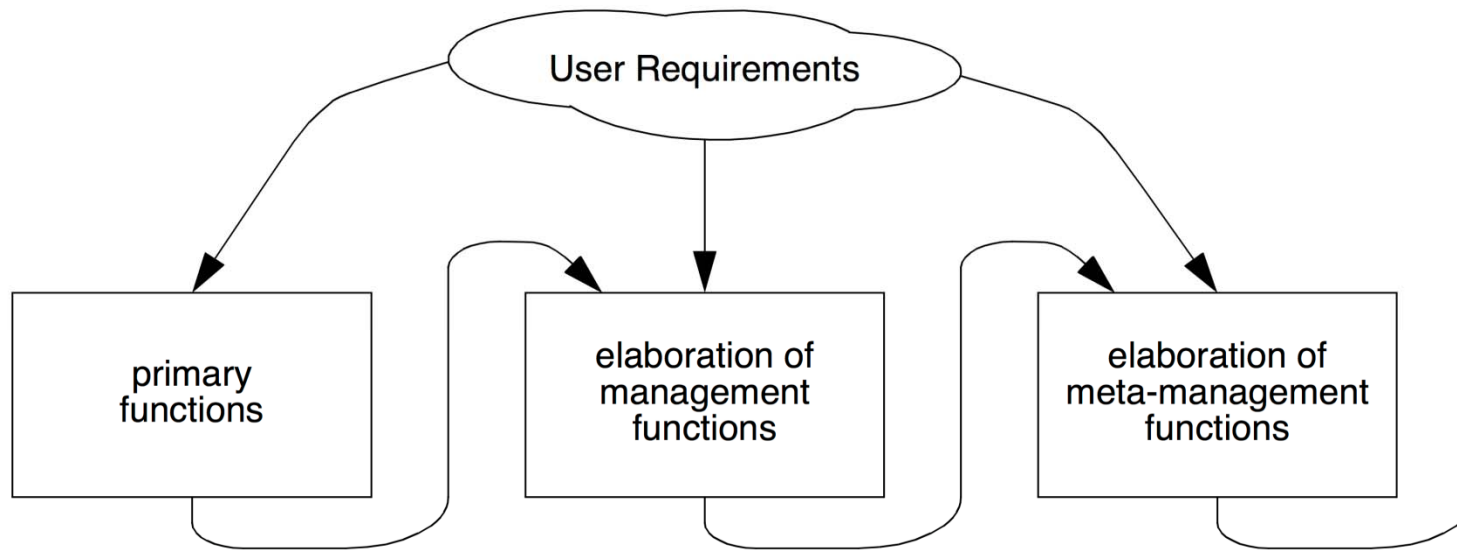 User Requirements
primary
functions
elaboration of
management
functions
elaboration of
meta-management
functions